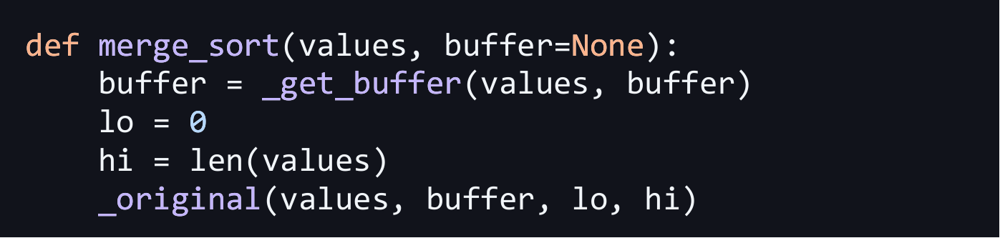 def merge_sort(values, buffer=None):
    buffer = _get_buffer(values, buffer)
    lo = 0
    hi = len(values)
    _original(values, buffer, lo, hi)